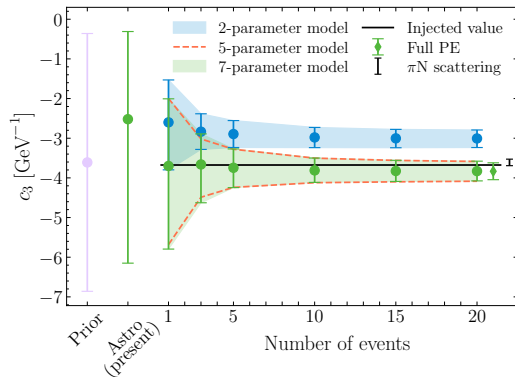 2-parameter model
5-parameter model
7-parameter model
Injected value
Full PE
πN scattering
c₃ [GeV⁻¹]
0
−1
−2
−3
−4
−5
−6
−7
Prior
Astro
(present)
1
5
10
15
20
Number of events